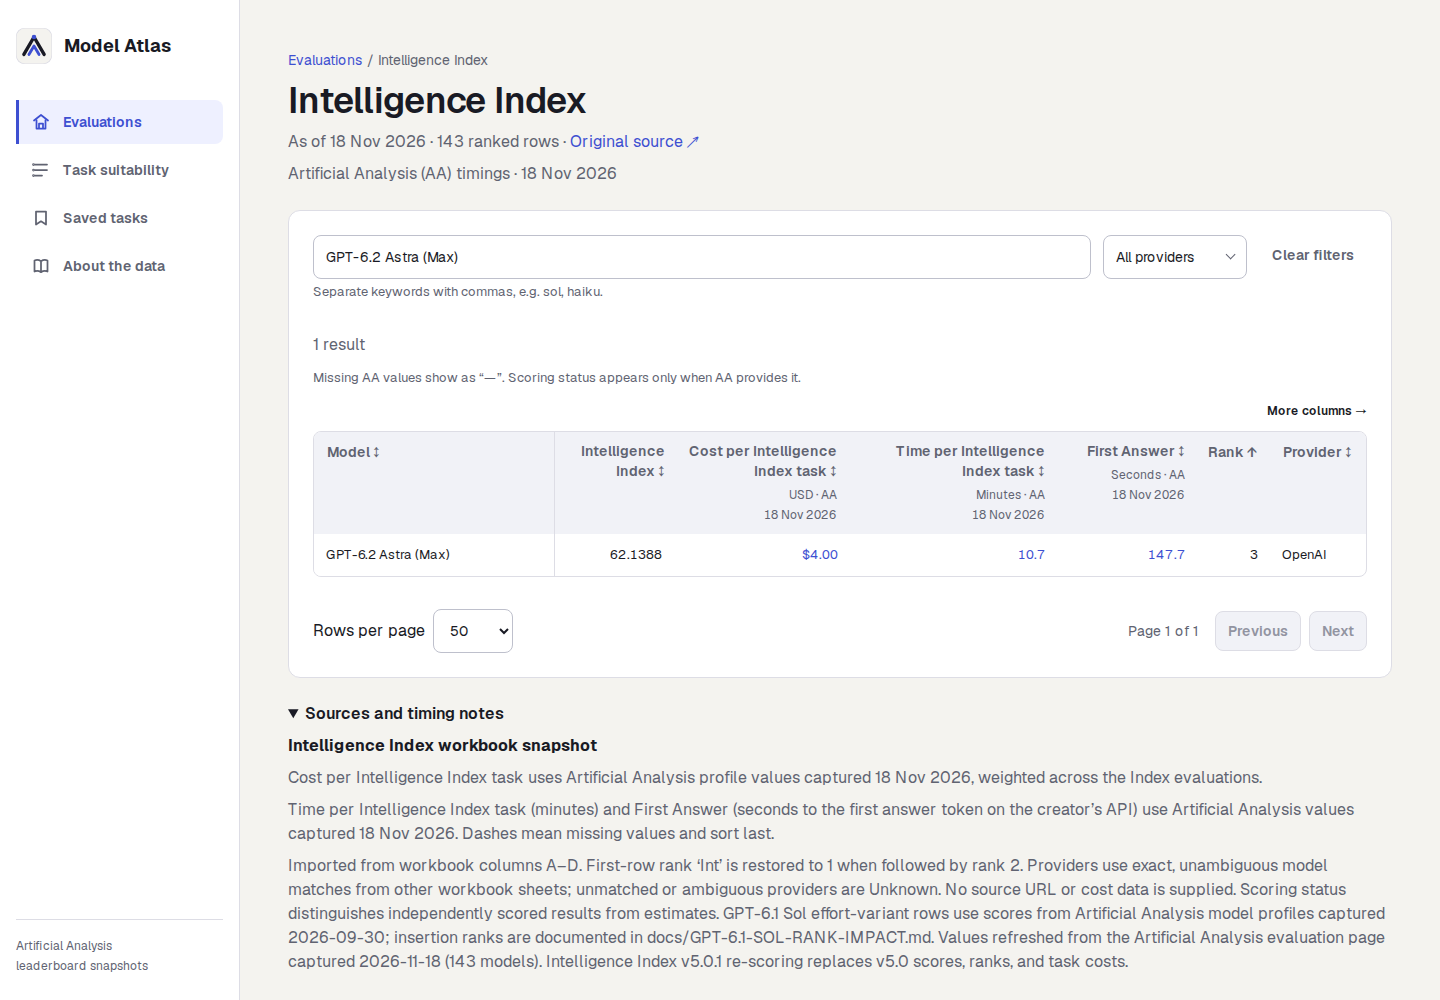 Model Atlas
Evaluations
Task suitability
Saved tasks
About the data
Artificial Analysis
leaderboard snapshots
Evaluations / Intelligence Index
Intelligence Index
As of 18 Nov 2026 · 143 ranked rows · Original source ↗
Artificial Analysis (AA) timings · 18 Nov 2026
GPT-6.2 Astra (Max)
All providers
Clear filters
Separate keywords with commas, e.g. sol, haiku.
1 result
Missing AA values show as “—”. Scoring status appears only when AA provides it.
More columns →
Model ↕
Intelligence
Index ↕
Cost per Intelligence
Index task ↕
USD · AA
18 Nov 2026
Time per Intelligence
Index task ↕
Minutes · AA
18 Nov 2026
First Answer ↕
Seconds · AA
18 Nov 2026
Rank ↑
Provider ↕
GPT-6.2 Astra (Max) 62.1388 $4.00 10.7 147.7 3 OpenAI
Rows per page 50
Page 1 of 1 Previous Next
▼ Sources and timing notes
Intelligence Index workbook snapshot
Cost per Intelligence Index task uses Artificial Analysis profile values captured 18 Nov 2026, weighted across the Index evaluations.
Time per Intelligence Index task (minutes) and First Answer (seconds to the first answer token on the creator’s API) use Artificial Analysis values
captured 18 Nov 2026. Dashes mean missing values and sort last.
Imported from workbook columns A–D. First-row rank ‘Int’ is restored to 1 when followed by rank 2. Providers use exact, unambiguous model
matches from other workbook sheets; unmatched or ambiguous providers are Unknown. No source URL or cost data is supplied. Scoring status
distinguishes independently scored results from estimates. GPT-6.1 Sol effort-variant rows use scores from Artificial Analysis model profiles captured
2026-09-30; insertion ranks are documented in docs/GPT-6.1-SOL-RANK-IMPACT.md. Values refreshed from the Artificial Analysis evaluation page
captured 2026-11-18 (143 models). Intelligence Index v5.0.1 re-scoring replaces v5.0 scores, ranks, and task costs.